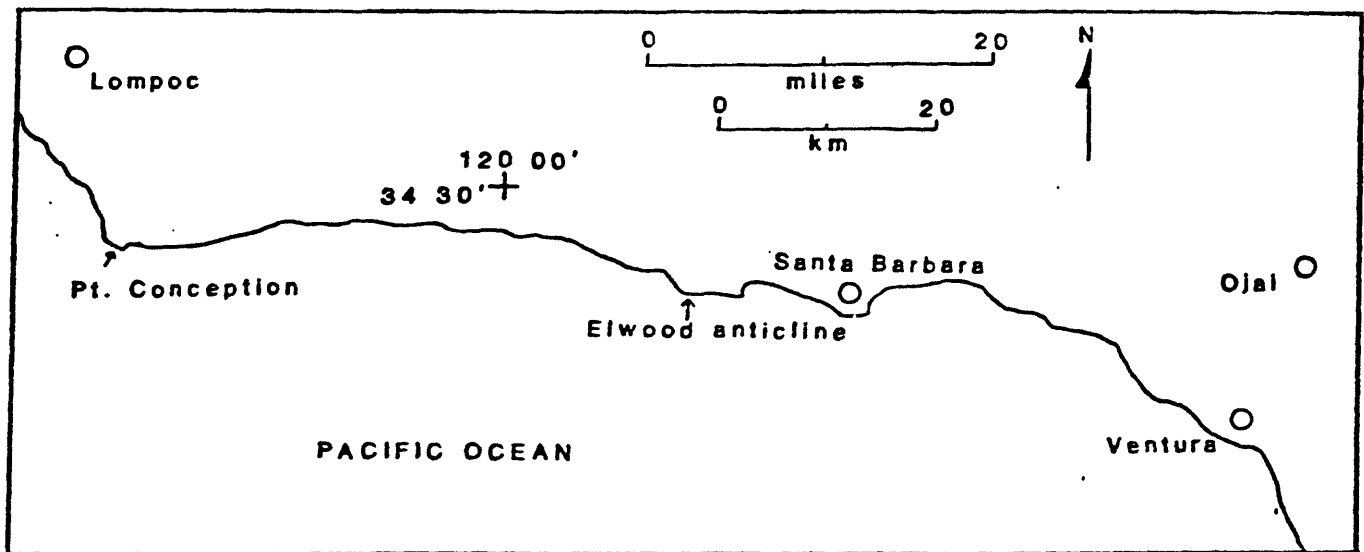 0 20
N
miles
Lompoc
0 20
km
120 00'
34 30'
Santa Barbara
Ojai
Pt. Conception
Elwood anticline
PACIFIC OCEAN
Ventura